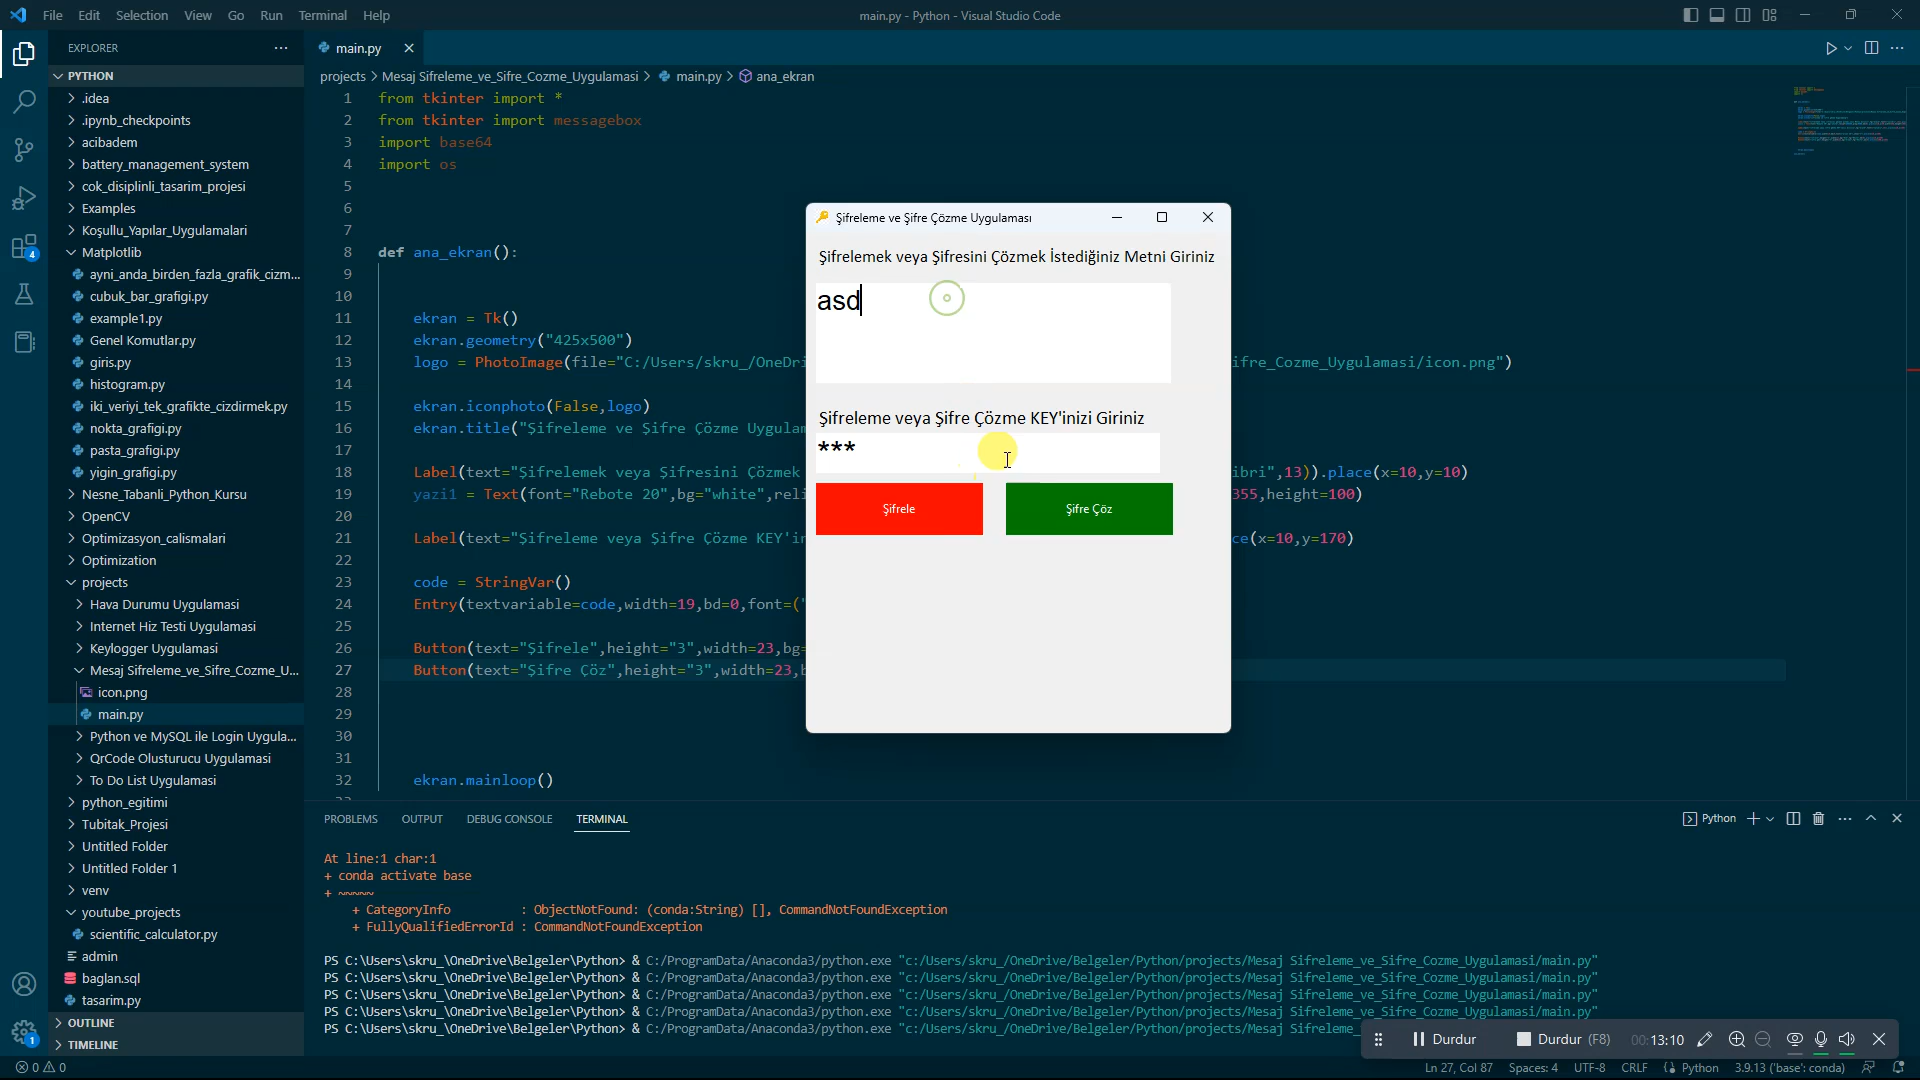 File Edit Selection View Go Run Terminal Help
main.py - Python - Visual Studio Code
EXPLORER
main.py
PYTHON
.idea
.ipynb_checkpoints
acibadem
battery_management_system
cok_disiplinli_tasarim_projesi
Examples
Koşullu_Yapılar_Uygulamalari
Matplotlib
ayni_anda_birden_fazla_grafik_cizm...
cubuk_bar_grafigi.py
example1.py
Genel Komutlar.py
giris.py
histogram.py
iki_veriyi_tek_grafikte_cizdirmek.py
nokta_grafigi.py
pasta_grafigi.py
yigin_grafigi.py
Nesne_Tabanli_Python_Kursu
OpenCV
Optimizasyon_calismalari
Optimization
projects
Hava Durumu Uygulamasi
Internet Hiz Testi Uygulamasi
Keylogger Uygulamasi
Mesaj Sifreleme_ve_Sifre_Cozme_U...
icon.png
main.py
Python ve MySQL ile Login Uygula...
QrCode Olusturucu Uygulamasi
To Do List Uygulamasi
python_egitimi
Tubitak_Projesi
Untitled Folder
Untitled Folder 1
venv
youtube_projects
scientific_calculator.py
admin
baglan.sql
tasarim.py
OUTLINE
TIMELINE
projects > Mesaj Sifreleme_ve_Sifre_Cozme_Uygulamasi > main.py > ana_ekran
1 from tkinter import *
2 from tkinter import messagebox
3 import base64
4 import os
5
6
7
8 def ana_ekran():
9
10
11 ekran = Tk()
12 ekran.geometry("425x500")
13 logo = PhotoImage(file="C:/Users/skru_/OneDri ifre_Cozme_Uygulamasi/icon.png")
14
15 ekran.iconphoto(False,logo)
16 ekran.title("Şifreleme ve Şifre Çözme Uygulam
17
18 Label(text="Şifrelemek veya Şifresini Çözmek ibri",13)).place(x=10,y=10)
19 yazi1 = Text(font="Rebote 20",bg="white",reli 355,height=100)
20
21 Label(text="Şifreleme veya Şifre Çözme KEY'in ce(x=10,y=170)
22
23 code = StringVar()
24 Entry(textvariable=code,width=19,bd=0,font=("
25
26 Button(text="Şifrele",height="3",width=23,bg=
27 Button(text="Şifre Çöz",height="3",width=23,b
28
29
30
31
32 ekran.mainloop()
Şifreleme ve Şifre Çözme Uygulaması
Şifrelemek veya Şifresini Çözmek İstediğiniz Metni Giriniz
asd
Şifreleme veya Şifre Çözme KEY'inizi Giriniz
***
Şifrele Şifre Çöz
PROBLEMS OUTPUT DEBUG CONSOLE TERMINAL
Python
At line:1 char:1
+ conda activate base
+ ~~~~~
+ CategoryInfo : ObjectNotFound: (conda:String) [], CommandNotFoundException
+ FullyQualifiedErrorId : CommandNotFoundException
PS C:\Users\skru_\OneDrive\Belgeler\Python> & C:/ProgramData/Anaconda3/python.exe "c:/Users/skru_/OneDrive/Belgeler/Python/projects/Mesaj Sifreleme_ve_Sifre_Cozme_Uygulamasi/main.py"
PS C:\Users\skru_\OneDrive\Belgeler\Python> & C:/ProgramData/Anaconda3/python.exe "c:/Users/skru_/OneDrive/Belgeler/Python/projects/Mesaj Sifreleme_ve_Sifre_Cozme_Uygulamasi/main.py"
PS C:\Users\skru_\OneDrive\Belgeler\Python> & C:/ProgramData/Anaconda3/python.exe "c:/Users/skru_/OneDrive/Belgeler/Python/projects/Mesaj Sifreleme_ve_Sifre_Cozme_Uygulamasi/main.py"
PS C:\Users\skru_\OneDrive\Belgeler\Python> & C:/ProgramData/Anaconda3/python.exe "c:/Users/skru_/OneDrive/Belgeler/Python/projects/Mesaj Sifreleme_ve_Sifre_Cozme_Uygulamasi/main.py"
PS C:\Users\skru_\OneDrive\Belgeler\Python> & C:/ProgramData/Anaconda3/python.exe "c:/Users/skru_/OneDrive/Belgeler/Python/projects/Mesaj Sifreleme_
Durdur Durdur (F8) 00:13:10
0 0
Ln 27, Col 87 Spaces: 4 UTF-8 CRLF Python 3.9.13 ('base': conda)
4
1